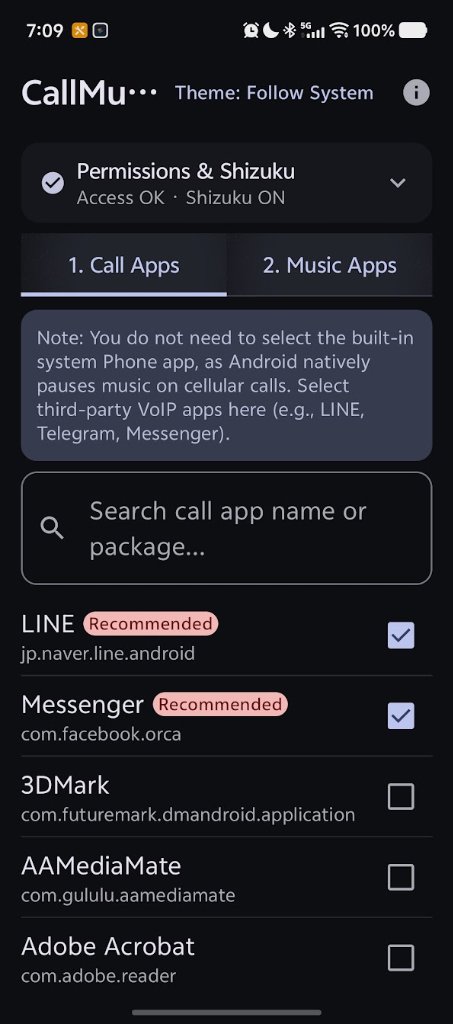 7:09 5G 100%
CallMu··· Theme: Follow System
Permissions & Shizuku
Access OK · Shizuku ON
1. Call Apps 2. Music Apps
Note: You do not need to select the built-in
system Phone app, as Android natively
pauses music on cellular calls. Select
third-party VoIP apps here (e.g., LINE,
Telegram, Messenger).
Search call app name or
package...
LINE Recommended
jp.naver.line.android
Messenger Recommended
com.facebook.orca
3DMark
com.futuremark.dmandroid.application
AAMediaMate
com.gululu.aamediamate
Adobe Acrobat
com.adobe.reader